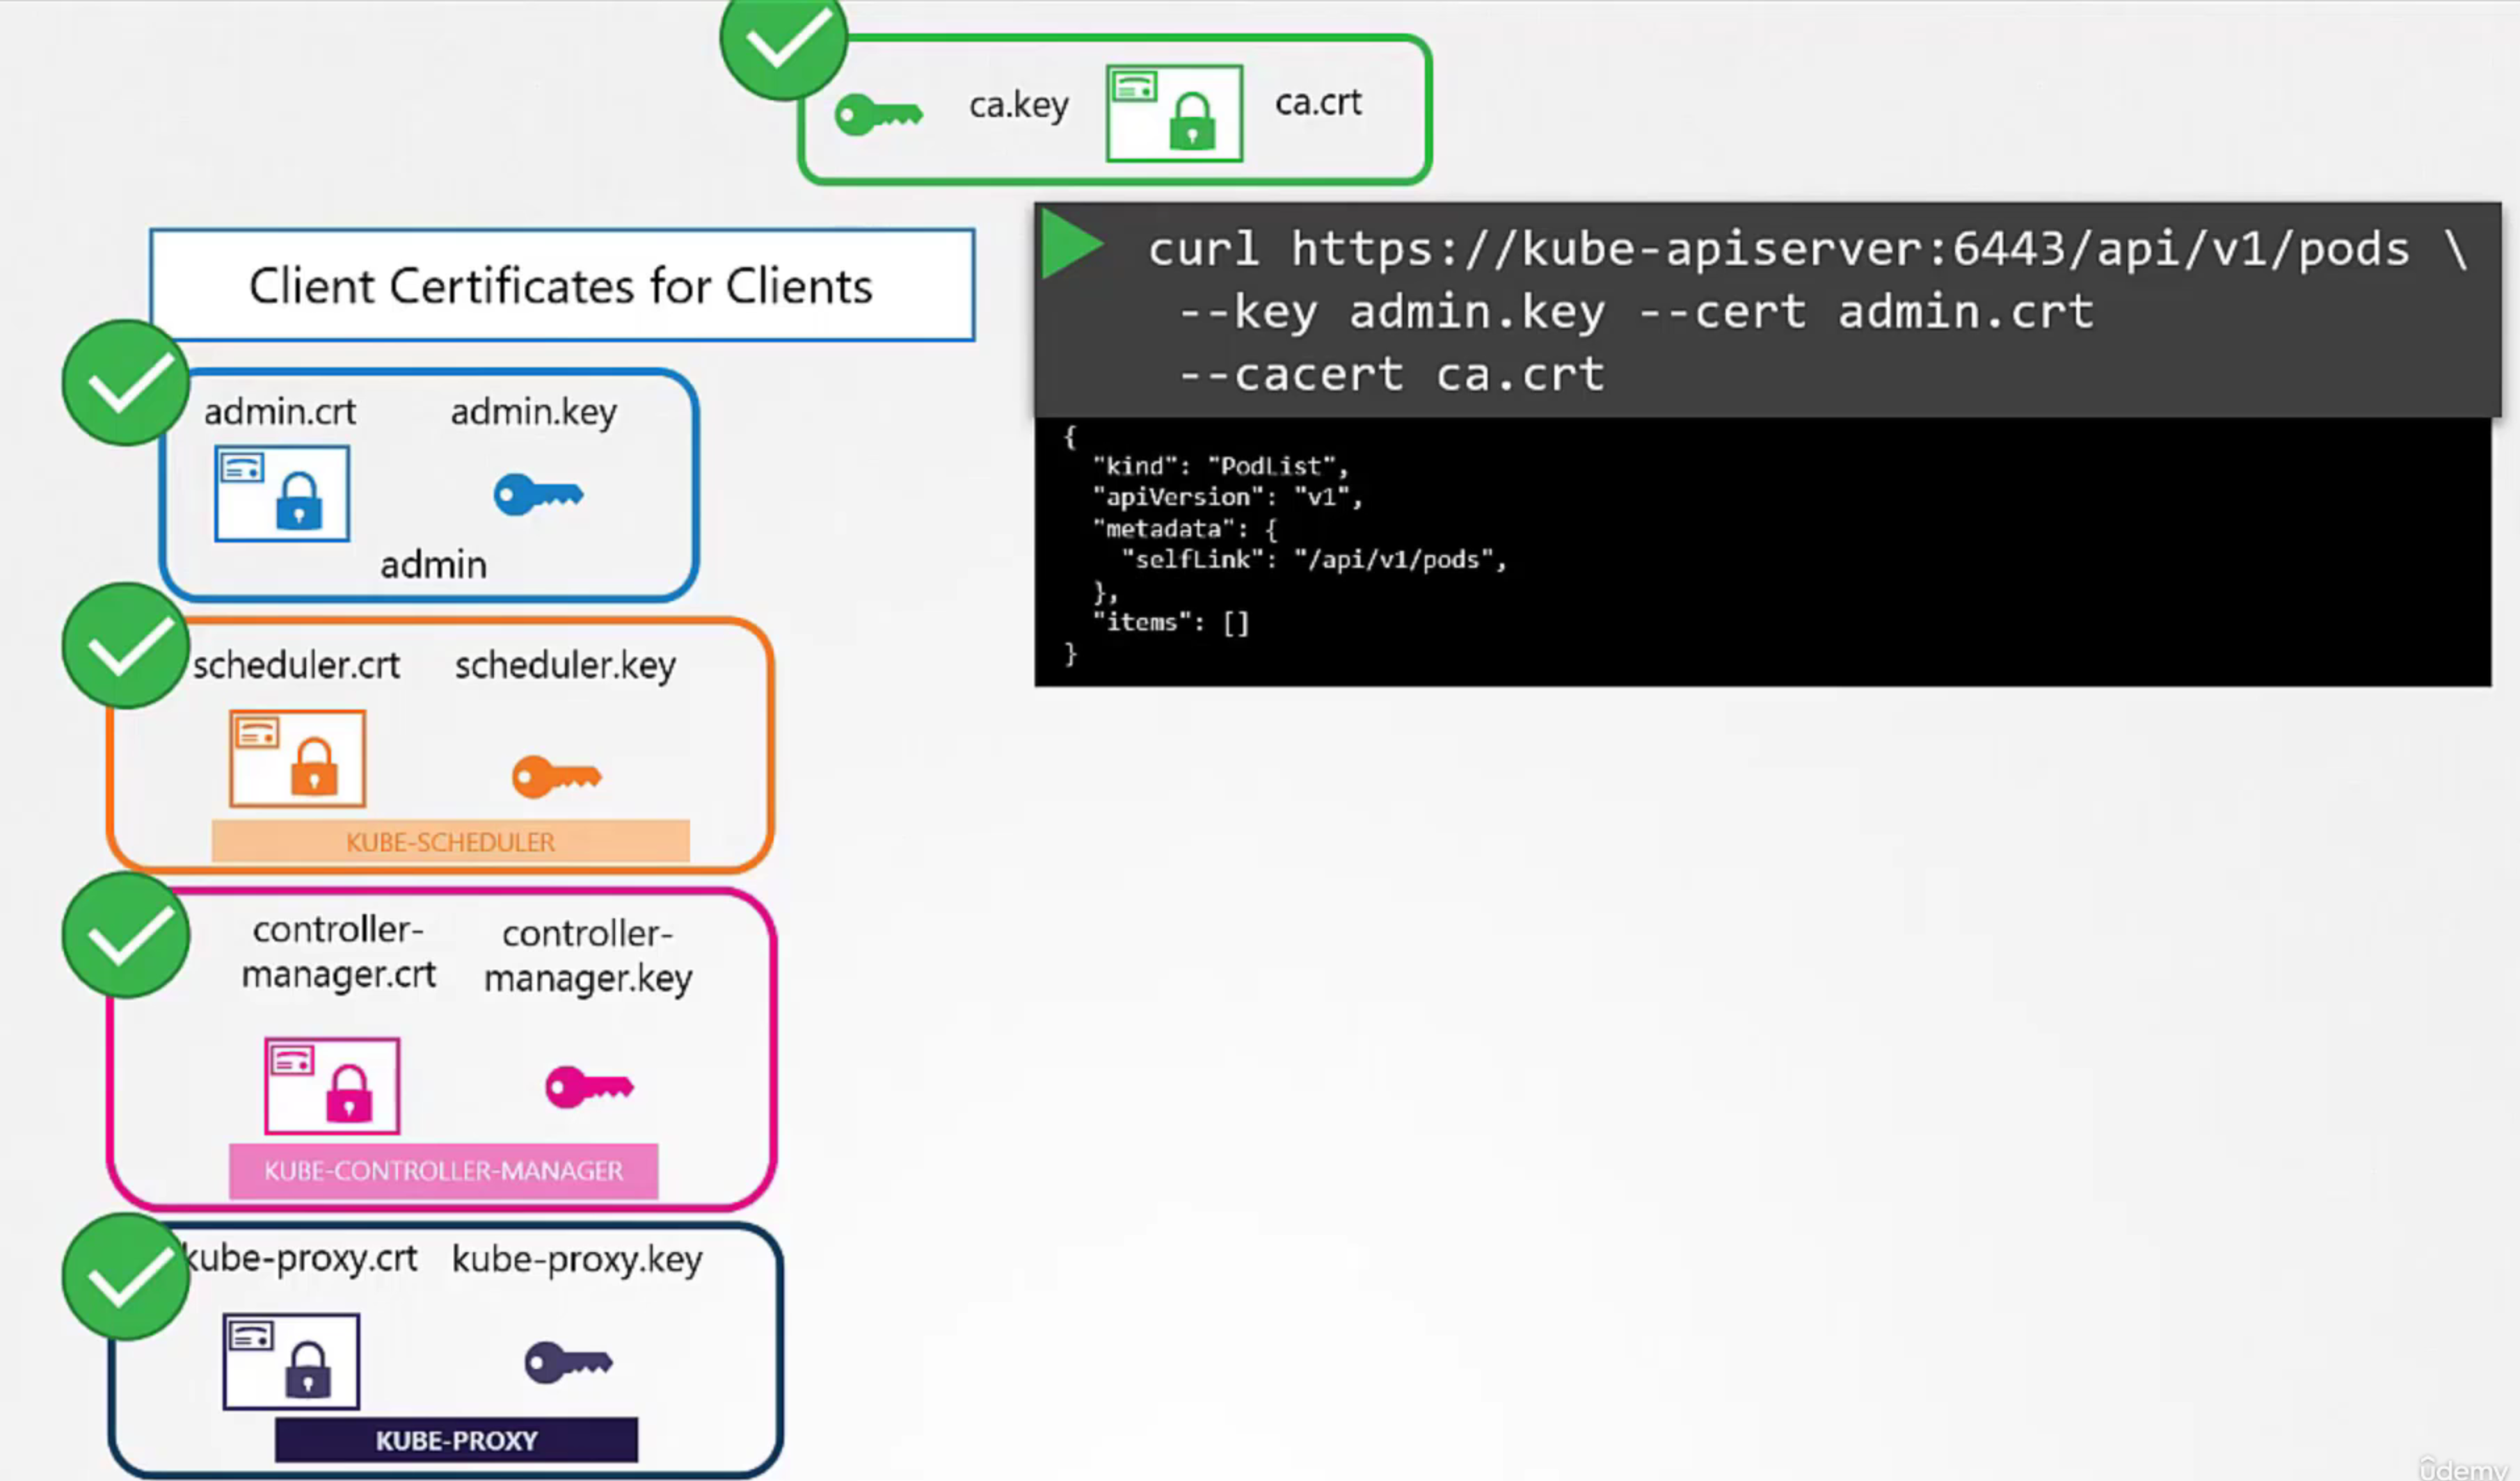 ca.key
ca.crt
Client Certificates for Clients
curl https://kube-apiserver:6443/api/v1/pods \
--key admin.key --cert admin.crt
--cacert ca.crt
{
"kind": "PodList",
"apiVersion": "v1",
"metadata": {
"selfLink": "/api/v1/pods",
},
"items": []
}
admin.crt
admin.key
admin
scheduler.crt
scheduler.key
KUBE-SCHEDULER
controller-
manager.crt
controller-
manager.key
KUBE-CONTROLLER-MANAGER
kube-proxy.crt
kube-proxy.key
KUBE-PROXY
ûdemy